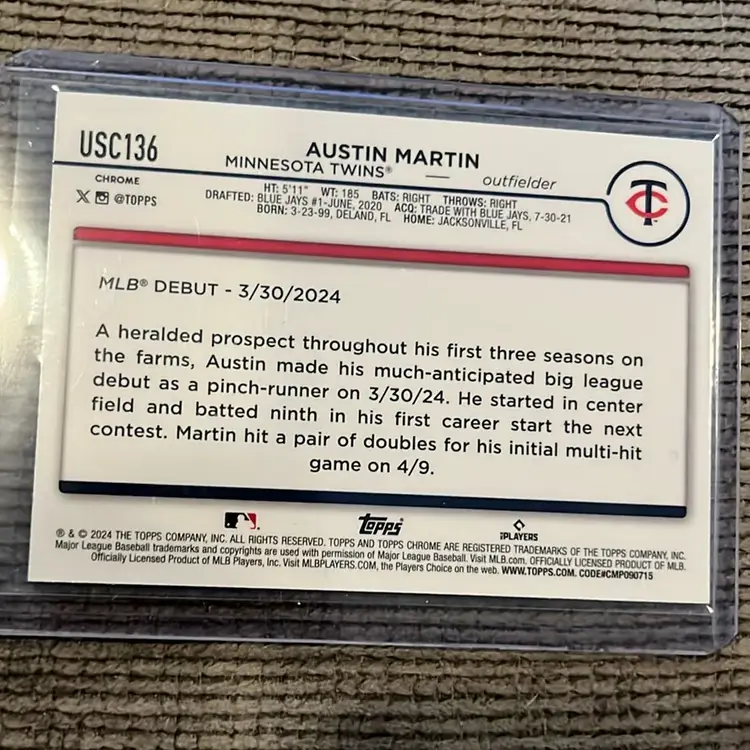 USC136
AUSTIN MARTIN
MINNESOTA TWINS® — outfielder
CHROME
@TOPPS
HT: 5'11" WT: 185 BATS: RIGHT THROWS: RIGHT
DRAFTED: BLUE JAYS #1-JUNE, 2020 ACQ: TRADE WITH BLUE JAYS, 7-30-21
BORN: 3-23-99, DELAND, FL HOME: JACKSONVILLE, FL
TC
MLB® DEBUT - 3/30/2024
A heralded prospect throughout his first three seasons on
the farms, Austin made his much-anticipated big league
debut as a pinch-runner on 3/30/24. He started in center
field and batted ninth in his first career start the next
contest. Martin hit a pair of doubles for his initial multi-hit
game on 4/9.
topps
PLAYERS
® & © 2024 THE TOPPS COMPANY, INC. ALL RIGHTS RESERVED. TOPPS AND TOPPS CHROME ARE REGISTERED TRADEMARKS OF THE TOPPS COMPANY, INC.
Major League Baseball trademarks and copyrights are used with permission of Major League Baseball. Visit MLB.com. OFFICIALLY LICENSED PRODUCT OF MLB
Officially Licensed Product of MLB Players, Inc. Visit MLBPLAYERS.COM, the Players Choice on the web. WWW.TOPPS.COM. CODE#CMP090715